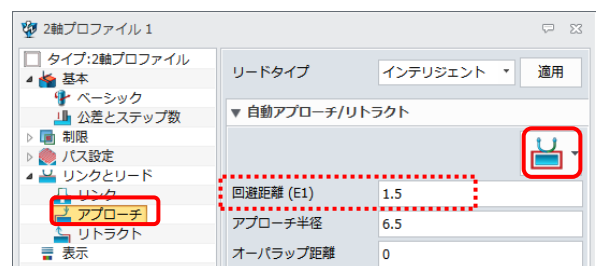 2軸プロファイル 1
タイプ:2軸プロファイル
基本
ベーシック
公差とステップ数
制限
パス設定
リンクとリード
リンク
アプローチ
リトラクト
表示
リードタイプ
インテリジェント
適用
自動アプローチ/リトラクト
回避距離 (E1)
1.5
アプローチ半径
6.5
オーバラップ距離
0